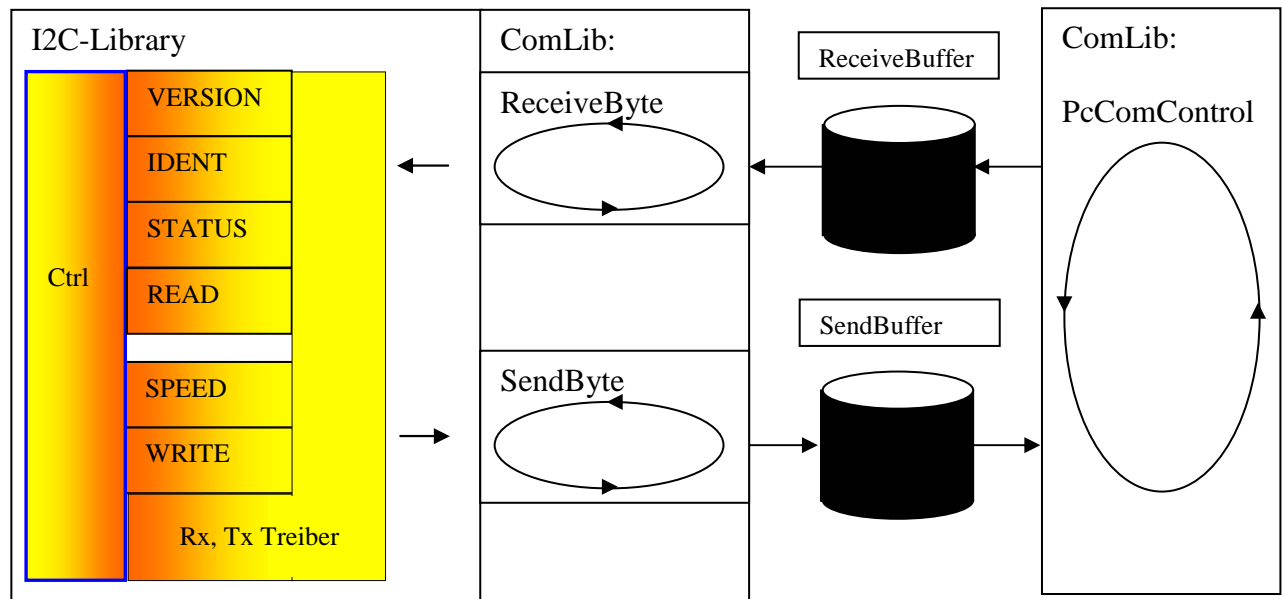 I2C-Library
Ctrl
VERSION
IDENT
STATUS
READ
SPEED
WRITE
Rx, Tx Treiber
ComLib:
ReceiveByte
SendByte
ReceiveBuffer
SendBuffer
ComLib:
PcComControl